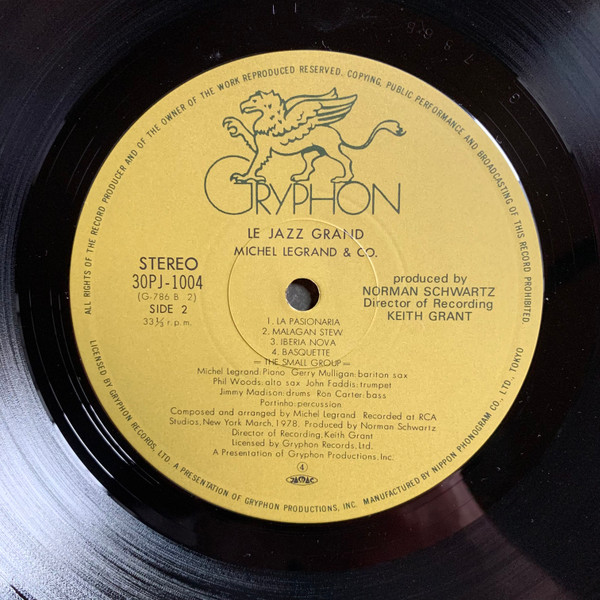 ALL RIGHTS OF THE RECORD PRODUCER AND OF THE OWNER OF THE WORK REPRODUCED RESERVED. COPYING, PUBLIC PERFORMANCE AND BROADCASTING OF THIS RECORD PROHIBITED.
GRYPHON
LE JAZZ GRAND
MICHEL LEGRAND & CO.
STEREO
30PJ-1004
(G-786 B 2)
SIDE 2
33⅓ r.p.m.
produced by
NORMAN SCHWARTZ
Director of Recording
KEITH GRANT
1. LA PASIONARIA
2. MALAGAN STEW
3. IBERIA NOVA
4. BASQUETTE
— THE SMALL GROUP —
Michel Legrand:Piano Gerry Mulligan:bariton sax
Phil Woods:alto sax John Faddis:trumpet
Jimmy Madison:drums Ron Carter:bass
Portinho:percussion
Composed and arranged by Michel Legrand Recorded at RCA
Studios, New York March, 1978. Produced by Norman Schwartz
Director of Recording, Keith Grant
Licensed by Gryphon Records, Ltd.
A Presentation of Gryphon Productions, Inc.
④
JASRAC
LICENSED BY GRYPHON RECORDS, LTD. A PRESENTATION OF GRYPHON PRODUCTIONS, INC. MANUFACTURED BY NIPPON PHONOGRAM CO., LTD., TOKYO